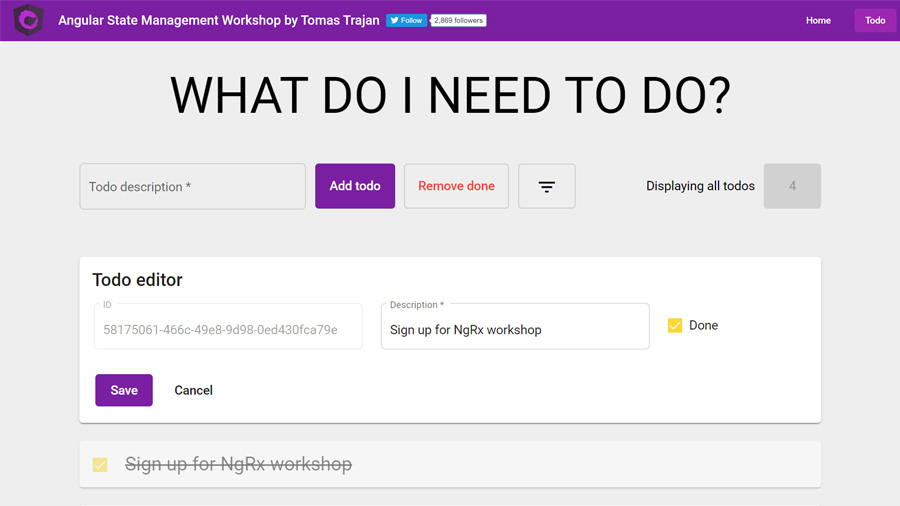 Angular State Management Workshop by Tomas Trajan Follow 2,869 followers Home Todo
WHAT DO I NEED TO DO?
Todo description * Add todo Remove done Displaying all todos 4
Todo editor
ID Description *
58175061-466c-49e8-9d98-0ed430fca79e Sign up for NgRx workshop Done
Save Cancel
Sign up for NgRx workshop